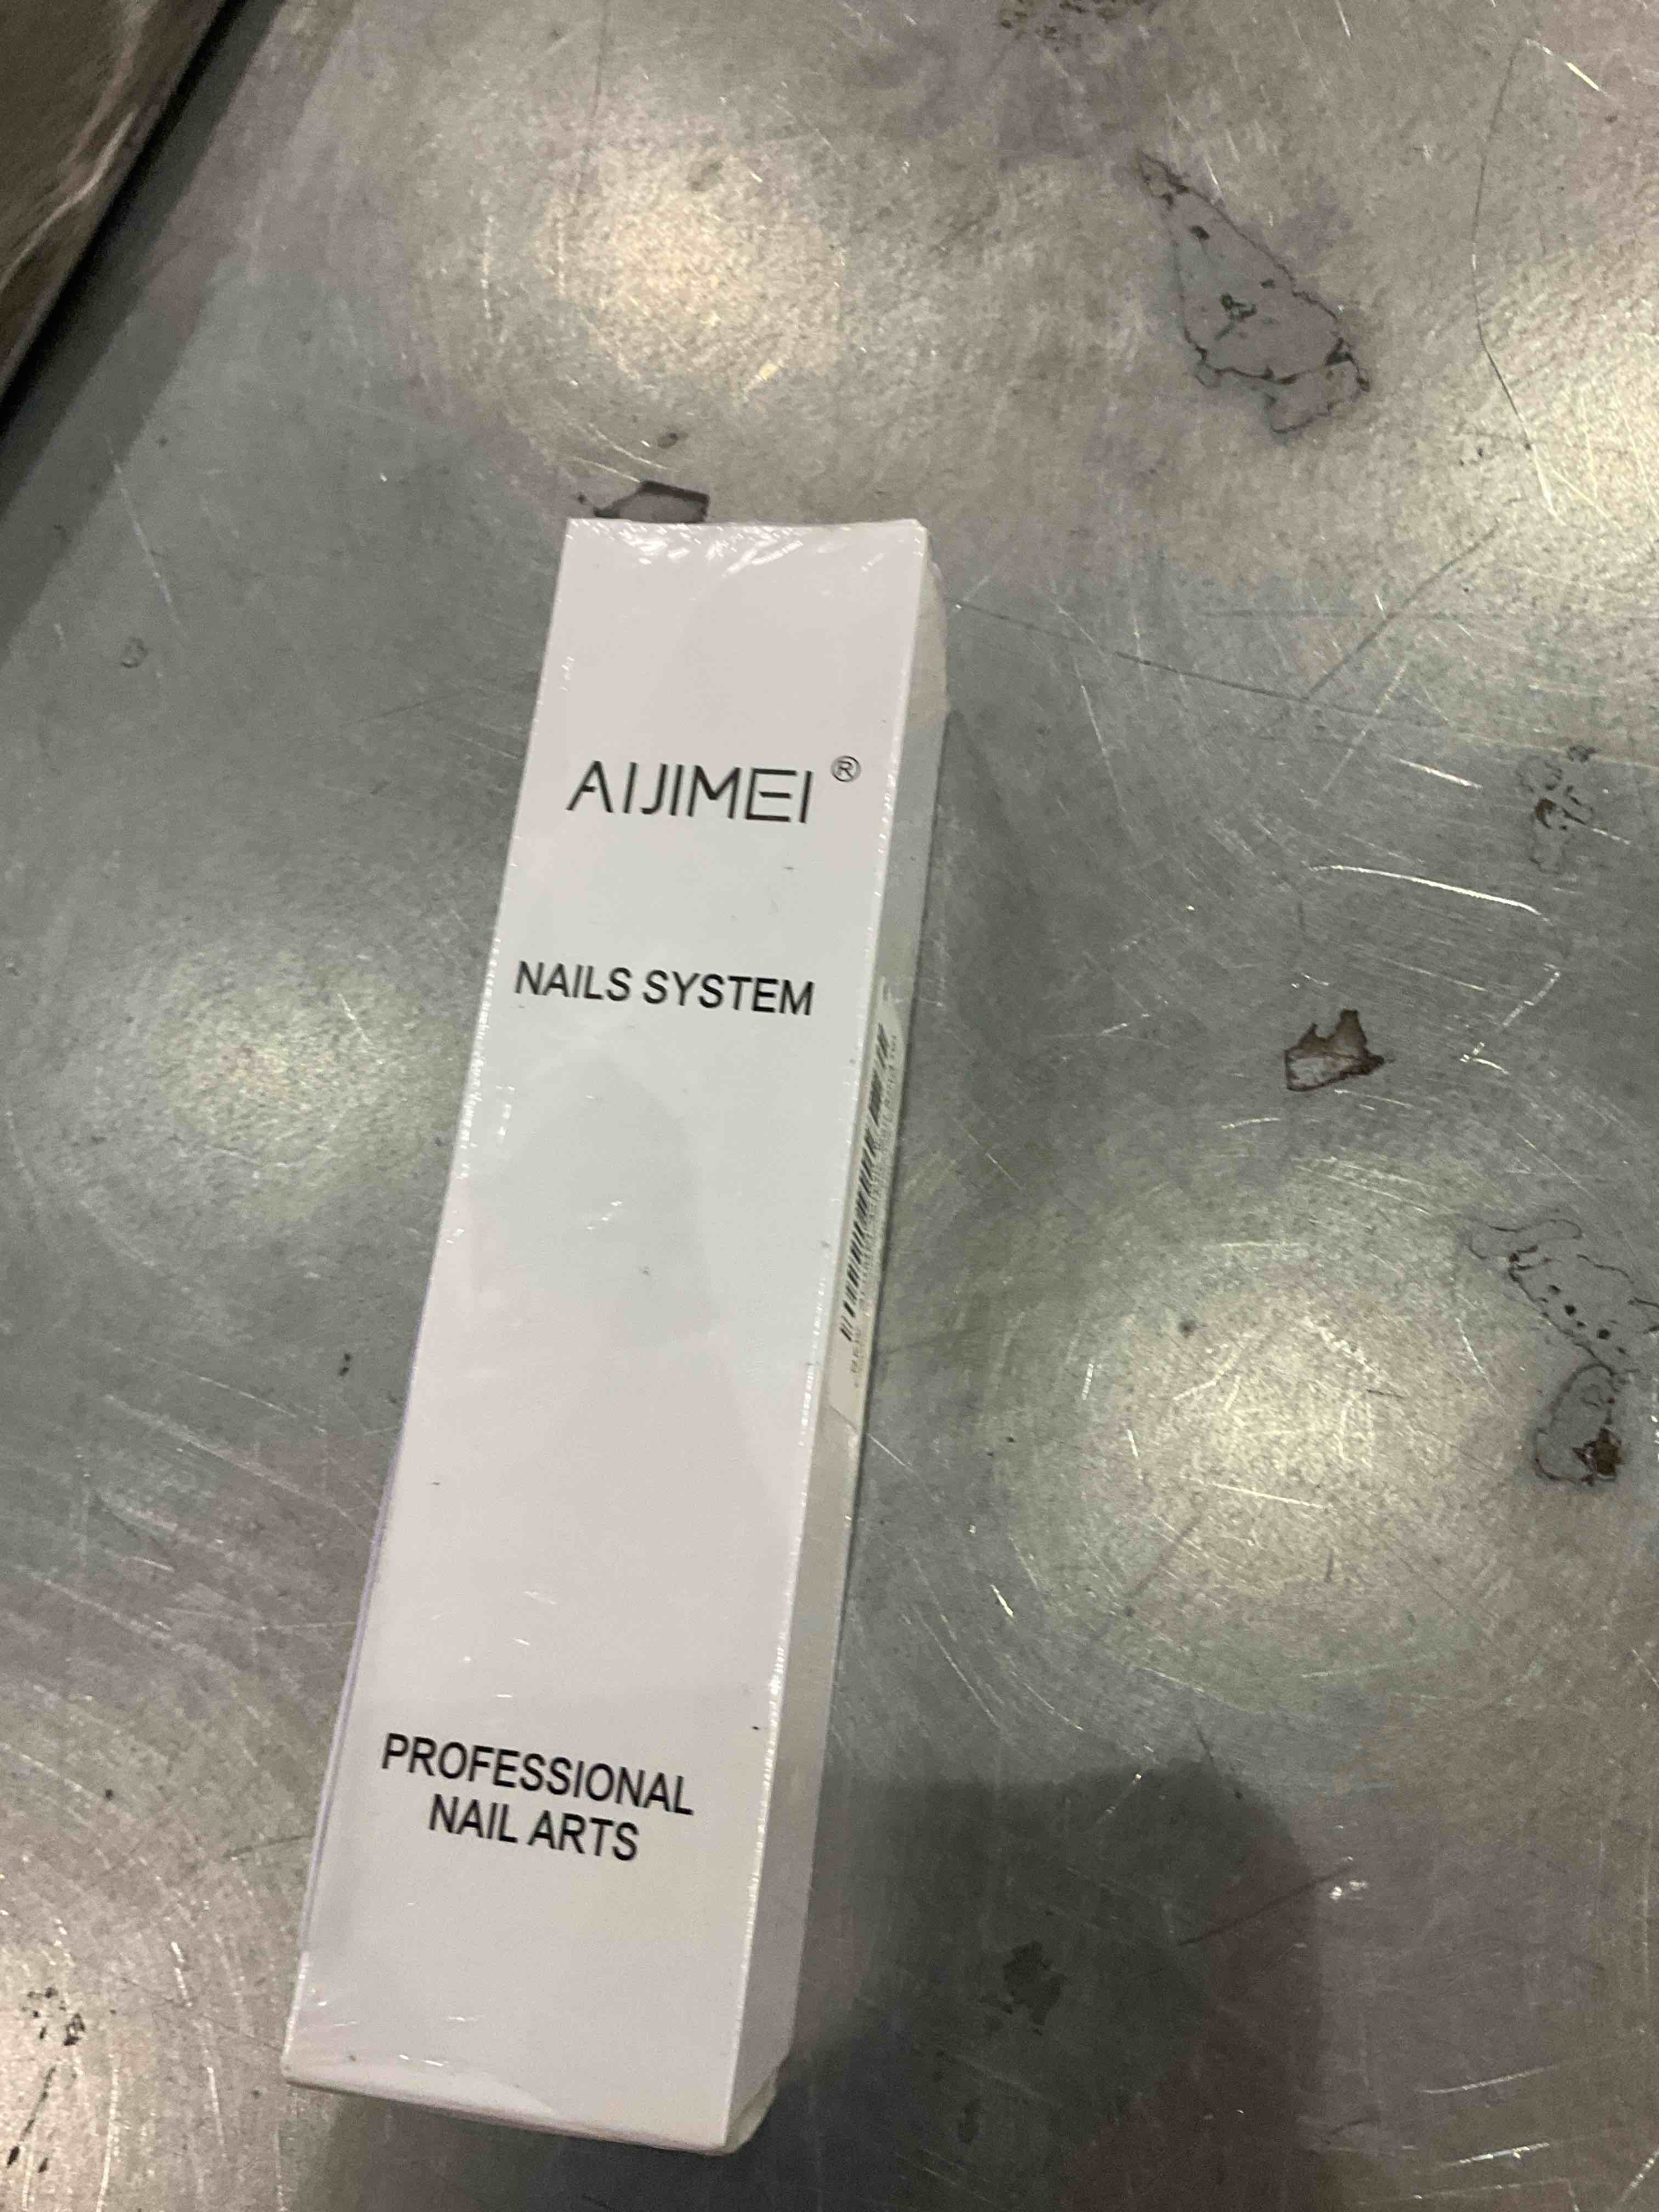 AIJIMEI ®
NAILS SYSTEM
PROFESSIONAL
NAIL ARTS